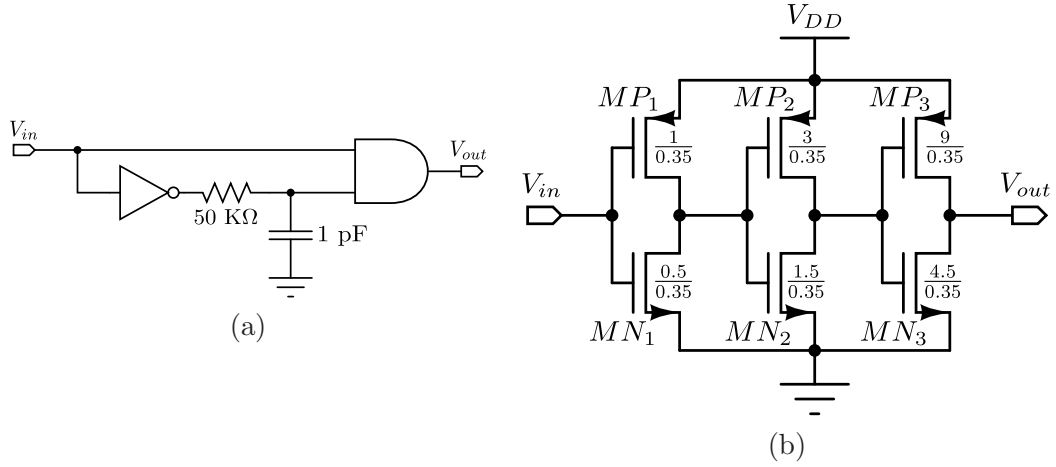 V_in
V_out
50 KΩ
1 pF
(a)
V_DD
MP_1
MP_2
MP_3
1/0.35
3/0.35
9/0.35
V_in
V_out
0.5/0.35
1.5/0.35
4.5/0.35
MN_1
MN_2
MN_3
(b)